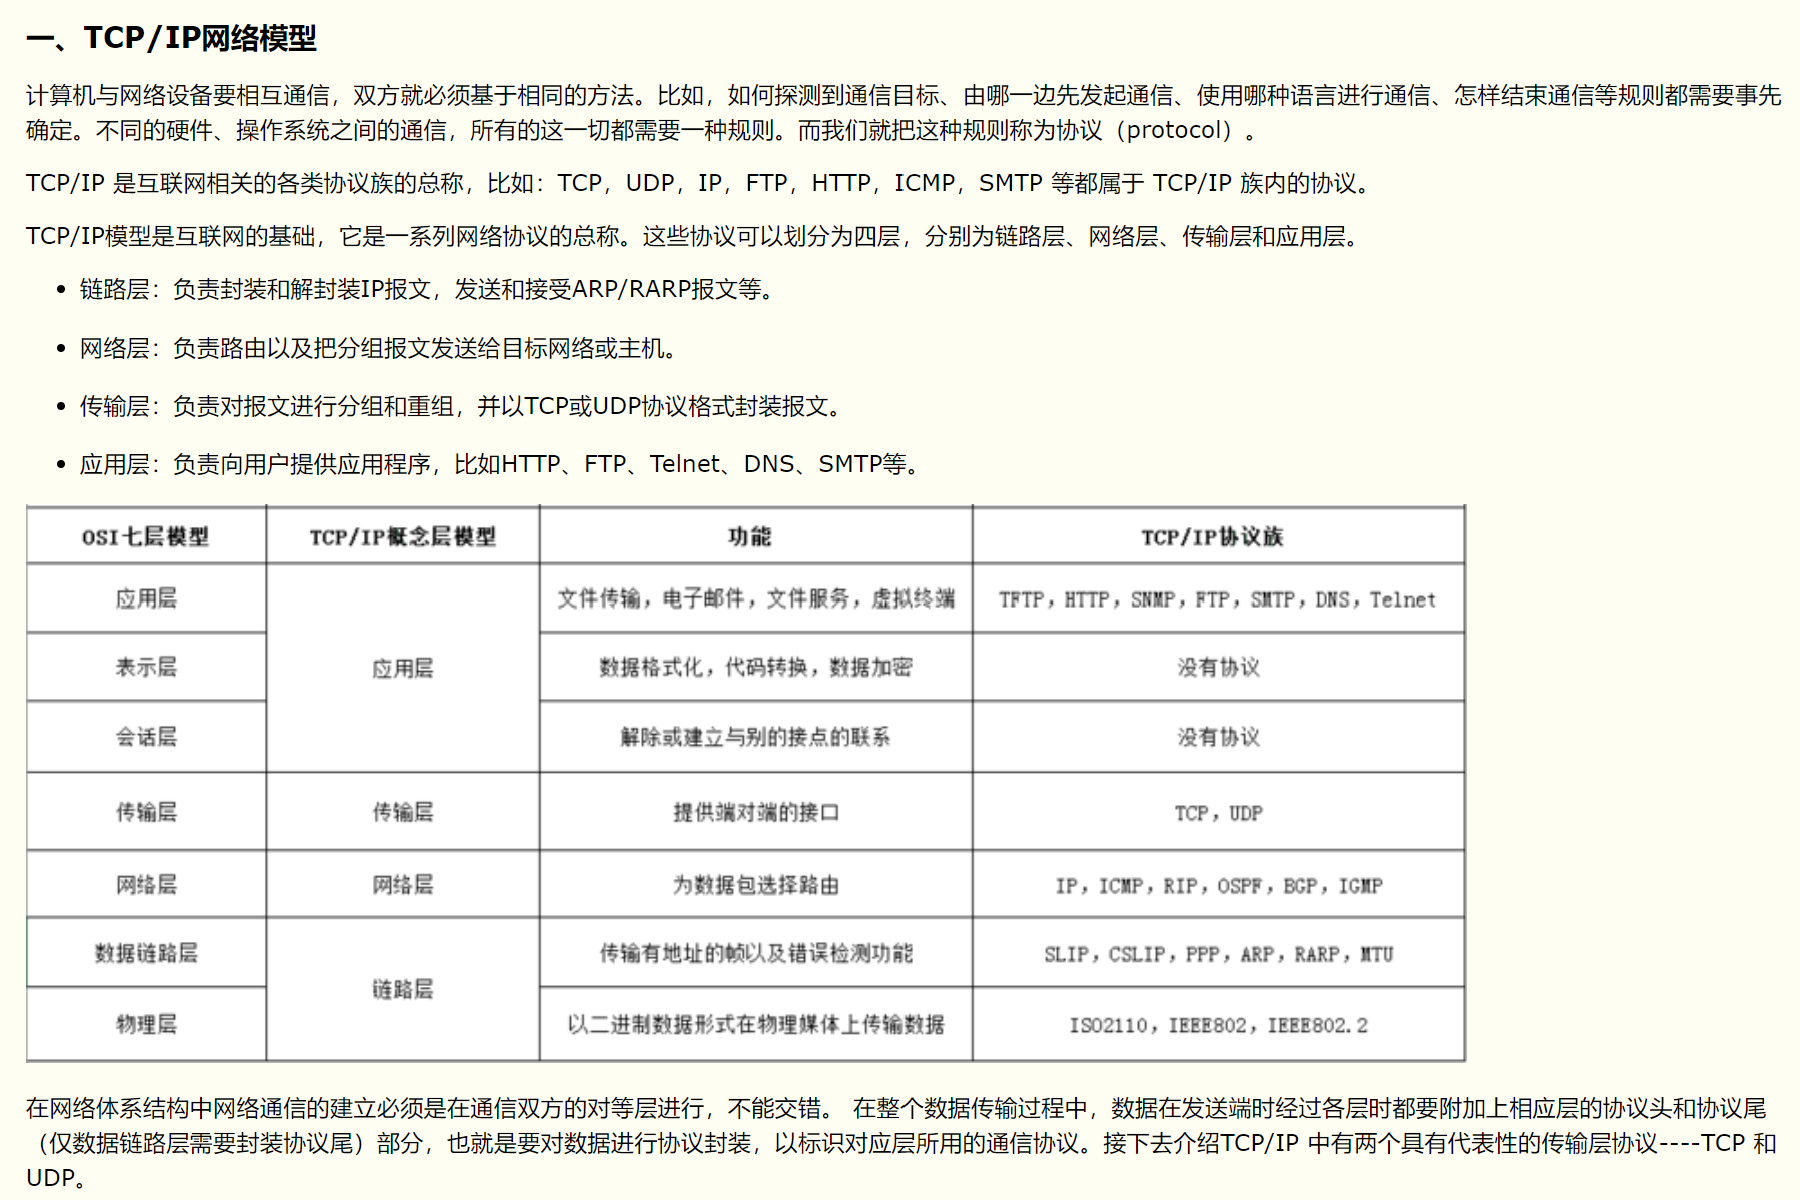 一、TCP/IP网络模型
计算机与网络设备要相互通信，双方就必须基于相同的方法。比如，如何探测到通信目标、由哪一边先发起通信、使用哪种语言进行通信、怎样结束通信等规则都需要事先
确定。不同的硬件、操作系统之间的通信，所有的这一切都需要一种规则。而我们就把这种规则称为协议（protocol）。
TCP/IP 是互联网相关的各类协议族的总称，比如：TCP，UDP，IP，FTP，HTTP，ICMP，SMTP 等都属于 TCP/IP 族内的协议。
TCP/IP模型是互联网的基础，它是一系列网络协议的总称。这些协议可以划分为四层，分别为链路层、网络层、传输层和应用层。
• 链路层：负责封装和解封装IP报文，发送和接受ARP/RARP报文等。
• 网络层：负责路由以及把分组报文发送给目标网络或主机。
• 传输层：负责对报文进行分组和重组，并以TCP或UDP协议格式封装报文。
• 应用层：负责向用户提供应用程序，比如HTTP、FTP、Telnet、DNS、SMTP等。
OSI七层模型 TCP/IP概念层模型 功能 TCP/IP协议族
应用层 文件传输，电子邮件，文件服务，虚拟终端 TFTP，HTTP，SNMP，FTP，SMTP，DNS，Telnet
表示层 应用层 数据格式化，代码转换，数据加密 没有协议
会话层 解除或建立与别的接点的联系 没有协议
传输层 传输层 提供端对端的接口 TCP，UDP
网络层 网络层 为数据包选择路由 IP，ICMP，RIP，OSPF，BGP，IGMP
数据链路层 传输有地址的帧以及错误检测功能 SLIP，CSLIP，PPP，ARP，RARP，MTU
链路层
物理层 以二进制数据形式在物理媒体上传输数据 ISO2110，IEEE802，IEEE802.2
在网络体系结构中网络通信的建立必须是在通信双方的对等层进行，不能交错。 在整个数据传输过程中，数据在发送端时经过各层时都要附加上相应层的协议头和协议尾
（仅数据链路层需要封装协议尾）部分，也就是要对数据进行协议封装，以标识对应层所用的通信协议。接下去介绍TCP/IP 中有两个具有代表性的传输层协议----TCP 和
UDP。